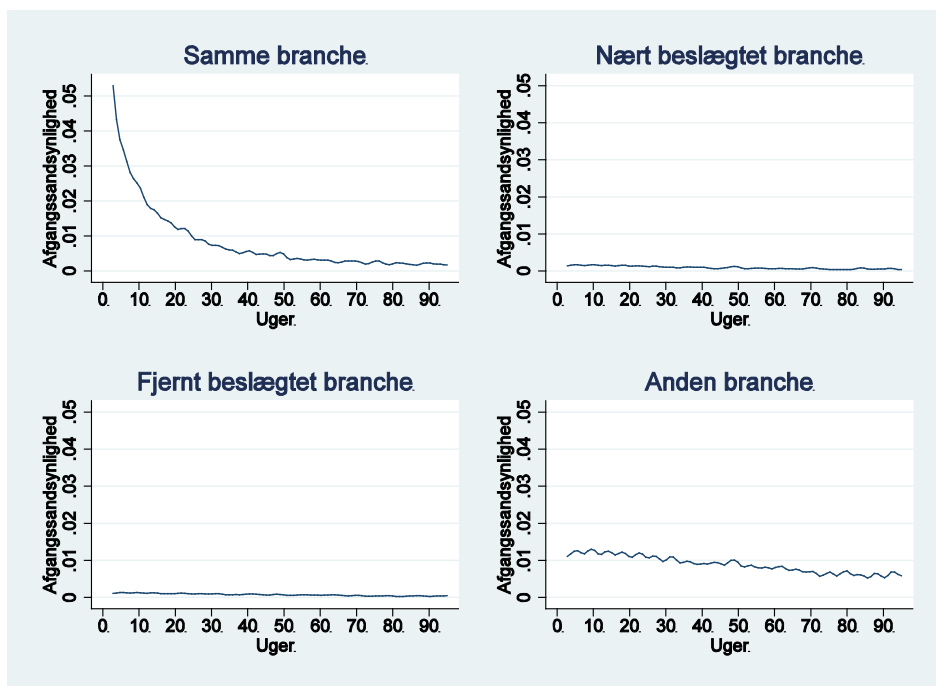 Samme branche.
Afgangssandsynlighed
.05
.04
.03
.02
.01
0
0. 10. 20. 30. 40. 50. 60. 70. 80. 90.
Uger.
Nært beslægtet branche.
Afgangssandsynlighed
.05
.04
.03
.02
.01
0
0. 10. 20. 30. 40. 50. 60. 70. 80. 90.
Uger.
Fjernt beslægtet branche.
Afgangssandsynlighed
.05
.04
.03
.02
.01
0
0. 10. 20. 30. 40. 50. 60. 70. 80. 90.
Uger.
Anden branche.
Afgangssandsynlighed
.05
.04
.03
.02
.01
0
0. 10. 20. 30. 40. 50. 60. 70. 80. 90.
Uger.